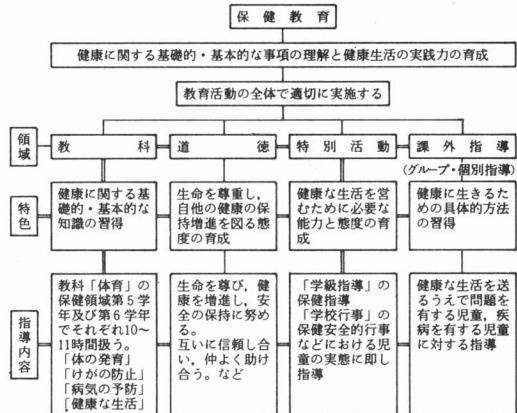 保健教育
健康に関する基礎的・基本的な事項の理解と健康生活の実践力の育成
教育活動の全体で適切に実施する
領域
教科
道徳
特別活動
課外指導
(グループ・個別指導)
特色
健康に関する基
礎的・基本的な
知識の習得
生命を尊重し,
自他の健康の保
持増進を図る態
度の育成
健康な生活を営
むために必要な
能力と態度の育
成
健康に生きるた
めの具体的方法
の習得
指導内容
教科「体育」の
保健領域第5学
年及び第6学年
でそれぞれ10〜
11時間扱う。
「体の発育」
「けがの防止」
「病気の予防」
「健康な生活」
生命を尊び,健
康を増進し,安
全の保持に努め
る。
互いに信頼し合
い,仲よく助け
合う。など
「学級指導」の
保健指導
「学校行事」の
保健安全的行事
などにおける児
童の実態に即し
指導
健康な生活を送
るうえで問題を
有する児童,疾
病を有する児童
に対する指導